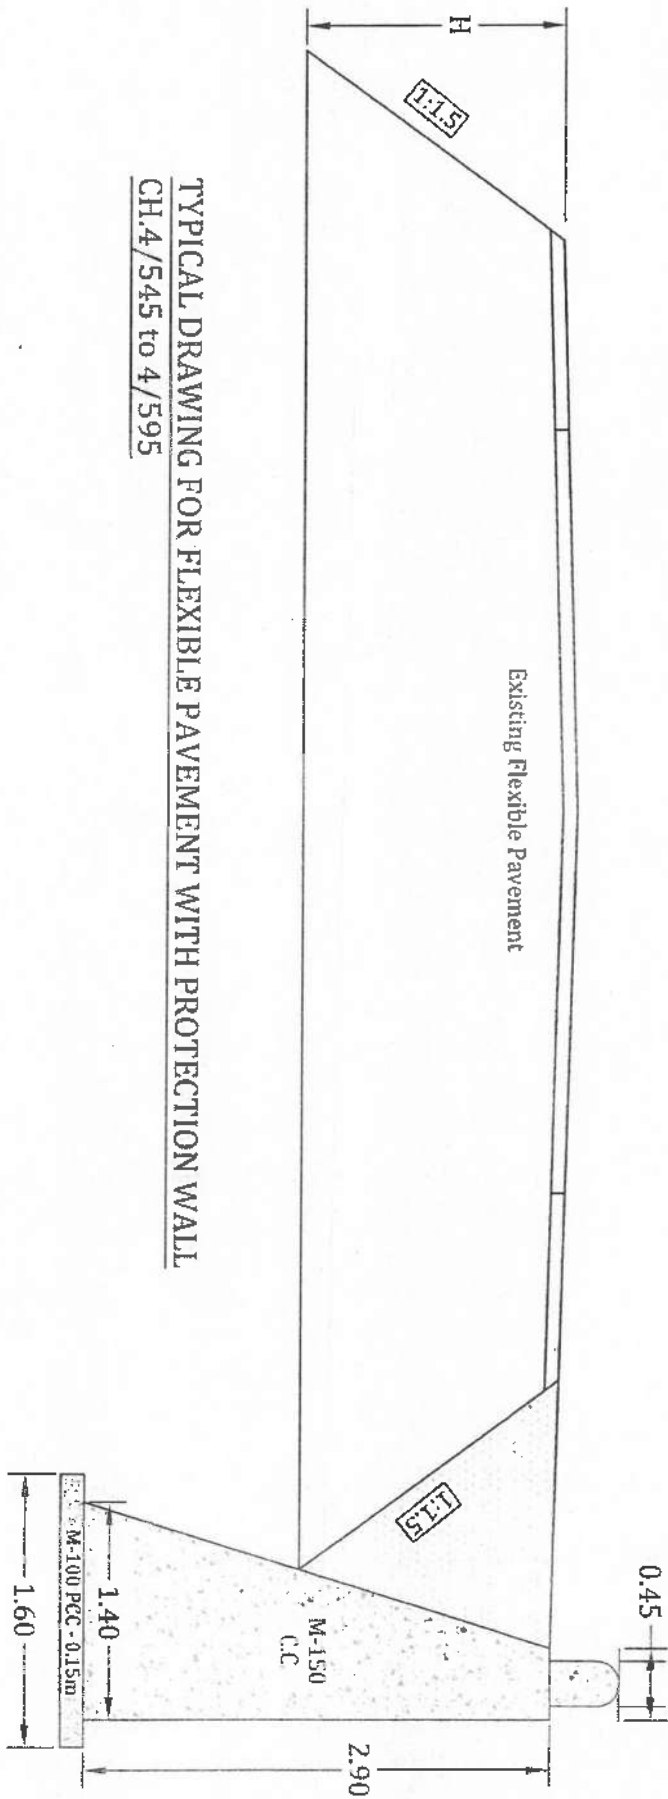 0.45
H
1:1.5
Existing Flexible Pavement
1:1.5
M-150
C.C
2.90
1.40
M-100 PCC - 0.15m
1.60
TYPICAL DRAWING FOR FLEXIBLE PAVEMENT WITH PROTECTION WALL
CH.4/545 to 4/595